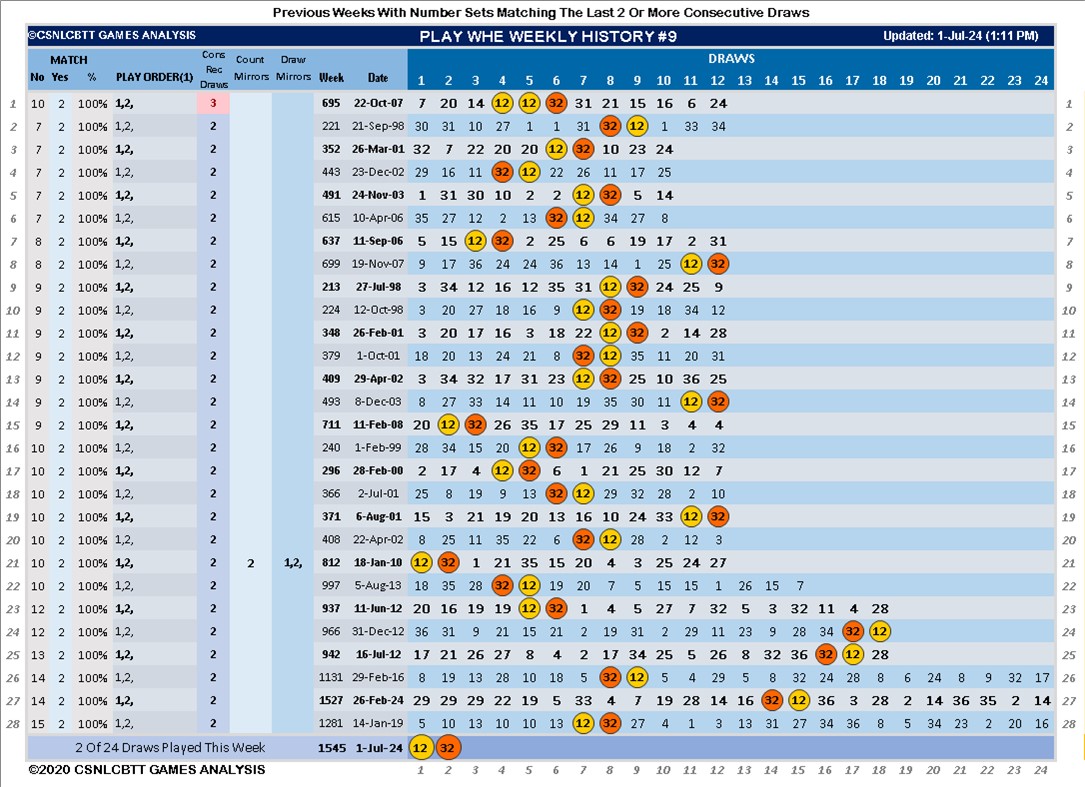 Previous Weeks With Number Sets Matching The Last 2 Or More Consecutive Draws
©CSNLCBTT GAMES ANALYSIS PLAY WHE WEEKLY HISTORY #9 Updated: 1-Jul-24 (1:11 PM)
MATCH Cons Count Draw DRAWS
No Yes % PLAY ORDER(1) Rec Draws Mirrors Mirrors Week Date 1 2 3 4 5 6 7 8 9 10 11 12 13 14 15 16 17 18 19 20 21 22 23 24
1 10 2 100% 1,2, 3 695 22-Oct-07 7 20 14 12 12 32 31 21 15 16 6 24 1
2 7 2 100% 1,2, 2 221 21-Sep-98 30 31 10 27 1 1 31 32 12 1 33 34 2
3 7 2 100% 1,2, 2 352 26-Mar-01 32 7 22 20 20 12 32 10 23 24 3
4 7 2 100% 1,2, 2 443 23-Dec-02 29 16 11 32 12 22 26 11 17 25 4
5 7 2 100% 1,2, 2 491 24-Nov-03 1 31 30 10 2 2 12 32 5 14 5
6 7 2 100% 1,2, 2 615 10-Apr-06 35 27 12 2 13 32 12 34 27 8 6
7 8 2 100% 1,2, 2 637 11-Sep-06 5 15 12 32 2 25 6 6 19 17 2 31 7
8 8 2 100% 1,2, 2 699 19-Nov-07 9 17 36 24 24 36 13 14 1 25 12 32 8
9 9 2 100% 1,2, 2 213 27-Jul-98 3 34 12 16 12 35 31 12 32 24 25 9 9
10 9 2 100% 1,2, 2 224 12-Oct-98 3 20 27 18 16 9 12 32 19 18 34 12 10
11 9 2 100% 1,2, 2 348 26-Feb-01 3 20 17 16 3 18 22 12 32 2 14 28 11
12 9 2 100% 1,2, 2 379 1-Oct-01 18 20 13 24 21 8 32 12 35 11 20 31 12
13 9 2 100% 1,2, 2 409 29-Apr-02 3 34 32 17 31 23 12 32 25 10 36 25 13
14 9 2 100% 1,2, 2 493 8-Dec-03 8 27 33 14 11 10 19 35 30 11 12 32 14
15 9 2 100% 1,2, 2 711 11-Feb-08 20 12 32 26 35 17 25 29 11 3 4 4 15
16 10 2 100% 1,2, 2 240 1-Feb-99 28 34 15 20 12 32 17 26 9 18 2 32 16
17 10 2 100% 1,2, 2 296 28-Feb-00 2 17 4 12 32 6 1 21 25 30 12 7 17
18 10 2 100% 1,2, 2 366 2-Jul-01 25 8 19 9 13 32 12 29 32 28 2 10 18
19 10 2 100% 1,2, 2 371 6-Aug-01 15 3 21 19 20 13 16 10 24 33 12 32 19
20 10 2 100% 1,2, 2 408 22-Apr-02 8 25 11 35 22 6 32 12 28 2 12 3 20
21 10 2 100% 1,2, 2 2 1,2, 812 18-Jan-10 12 32 1 21 35 15 20 4 3 25 24 27 21
22 10 2 100% 1,2, 2 997 5-Aug-13 18 35 28 32 12 19 20 7 5 15 15 1 26 15 7 22
23 12 2 100% 1,2, 2 937 11-Jun-12 20 16 19 19 12 32 1 4 5 27 7 32 5 3 32 11 4 28 23
24 12 2 100% 1,2, 2 966 31-Dec-12 36 31 9 21 15 21 2 19 31 2 29 11 23 9 28 34 32 12 24
25 13 2 100% 1,2, 2 942 16-Jul-12 17 21 26 27 8 4 2 17 34 25 5 26 8 32 36 32 12 28 25
26 14 2 100% 1,2, 2 1131 29-Feb-16 8 19 13 28 10 18 5 32 12 5 4 29 5 8 32 24 28 8 6 24 8 9 32 17 26
27 14 2 100% 1,2, 2 1527 26-Feb-24 29 29 29 22 19 5 33 4 7 19 28 14 16 32 12 36 3 28 2 14 36 35 2 14 27
28 15 2 100% 1,2, 2 1281 14-Jan-19 5 10 13 10 10 13 12 32 27 4 1 3 13 31 27 34 36 8 5 34 23 2 20 16 28
2 Of 24 Draws Played This Week 1545 1-Jul-24 12 32
©2020 CSNLCBTT GAMES ANALYSIS 1 2 3 4 5 6 7 8 9 10 11 12 13 14 15 16 17 18 19 20 21 22 23 24